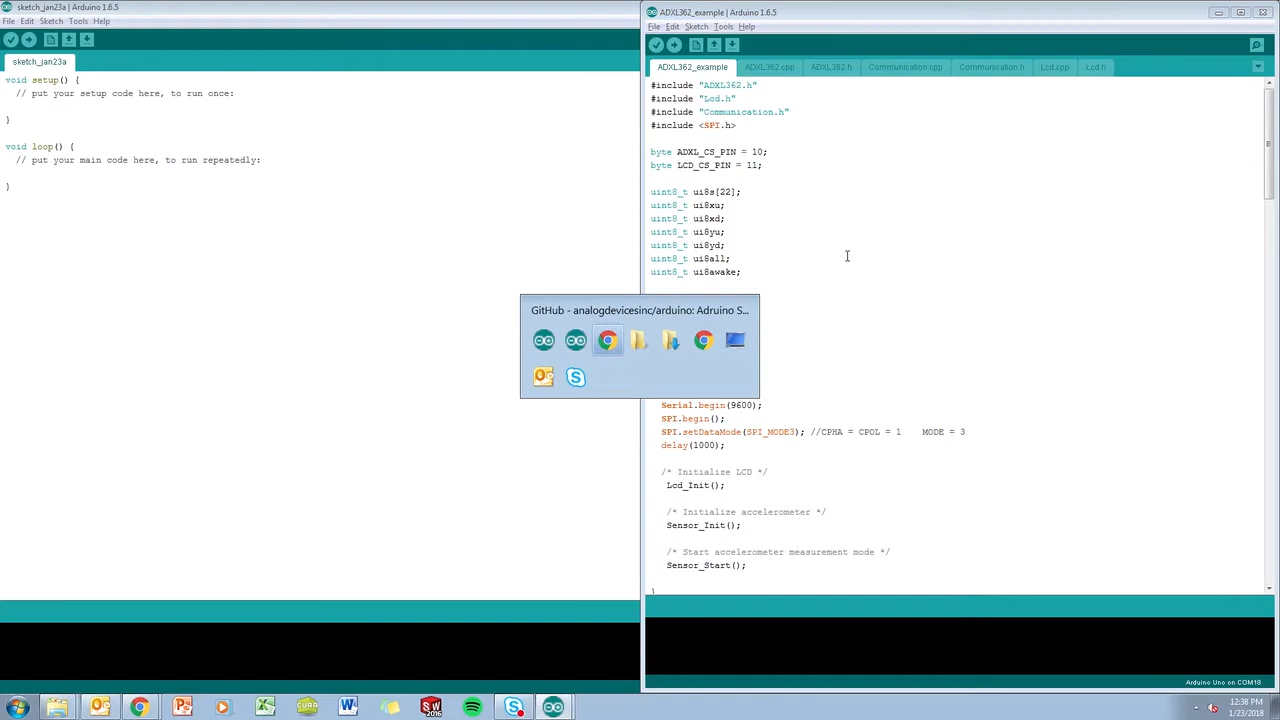 sketch_jan23a | Arduino 1.6.5
File Edit Sketch Tools Help
sketch_jan23a
void setup() {
// put your setup code here, to run once:
}
void loop() {
// put your main code here, to run repeatedly:
}
ADXL362_example | Arduino 1.6.5
File Edit Sketch Tools Help
ADXL362_example ADXL362.cpp ADXL362.h Communication.cpp Communication.h Lcd.cpp Lcd.h
#include "ADXL362.h"
#include "Lcd.h"
#include "Communication.h"
#include <SPI.h>
byte ADXL_CS_PIN = 10;
byte LCD_CS_PIN = 11;
uint8_t ui8s[22];
uint8_t ui8xu;
uint8_t ui8xd;
uint8_t ui8yu;
uint8_t ui8yd;
uint8_t ui8all;
uint8_t ui8awake;
GitHub - analogdevicesinc/arduino: Adruino S...
Serial.begin(9600);
SPI.begin();
SPI.setDataMode(SPI_MODE3); //CPHA = CPOL = 1 MODE = 3
delay(1000);
/* Initialize LCD */
Lcd_Init();
/* Initialize accelerometer */
Sensor_Init();
/* Start accelerometer measurement mode */
Sensor_Start();
}
Arduino Uno on COM18
12:38 PM
1/23/2018